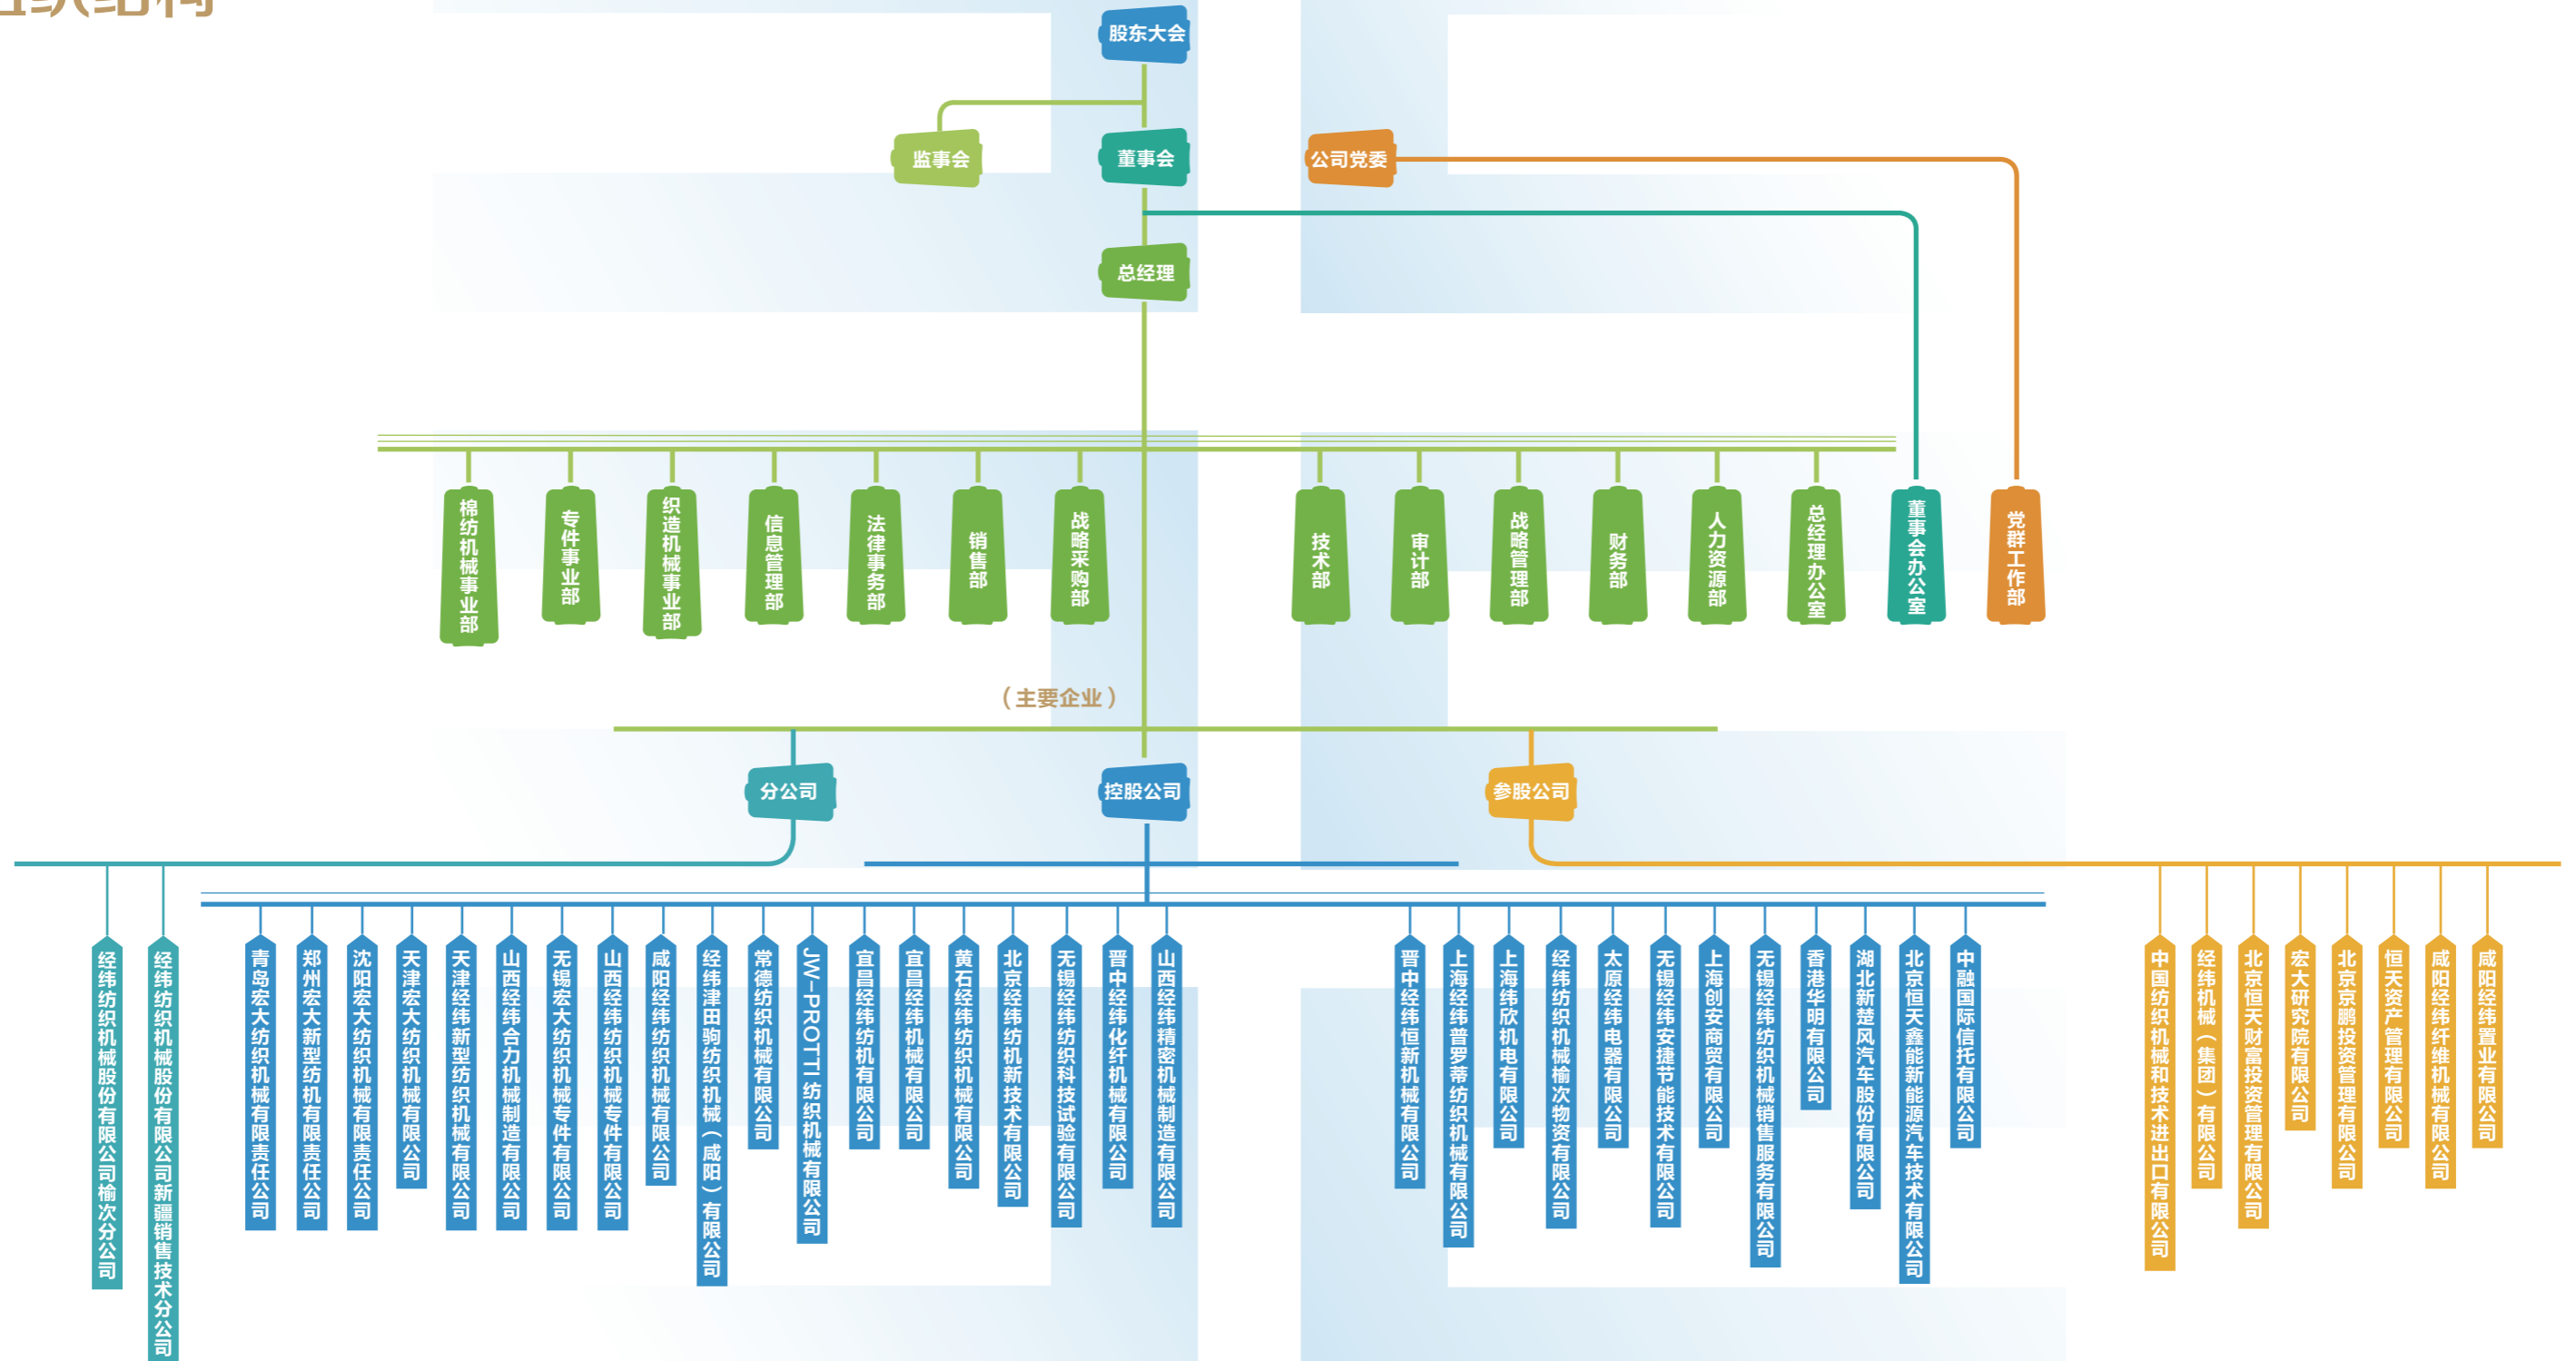 组织结构
股东大会
监事会
董事会
公司党委
总经理
棉纺机械事业部
专件事业部
织造机械事业部
信息管理部
法律事务部
销售部
战略采购部
技术部
审计部
战略管理部
财务部
人力资源部
总经理办公室
董事会办公室
党群工作部
（主要企业）
分公司
控股公司
参股公司
经纬纺织机械股份有限公司榆次分公司
经纬纺织机械股份有限公司新疆销售技术分公司
青岛宏大纺织机械有限责任公司
郑州宏大新型纺机有限责任公司
沈阳宏大纺织机械有限责任公司
天津宏大纺织机械有限公司
天津经纬新型纺织机械有限公司
山西经纬合力机械制造有限公司
无锡宏大纺织机械专件有限公司
山西经纬纺织机械专件有限公司
咸阳经纬纺织机械有限公司
经纬津田驹纺织机械（咸阳）有限公司
常德纺织机械有限公司
JW-PROTTI 纺织机械有限公司
宜昌经纬纺机有限公司
宜昌经纬机械有限公司
黄石经纬纺织机械有限公司
北京经纬纺机新技术有限公司
无锡经纬纺织科技试验有限公司
晋中经纬化纤机械有限公司
山西经纬精密机械制造有限公司
晋中经纬恒新机械有限公司
上海经纬普罗蒂纺织机械有限公司
上海纬欣机电有限公司
经纬纺织机械榆次物资有限公司
太原经纬电器有限公司
无锡经纬安捷节能技术有限公司
上海创安商贸有限公司
无锡经纬纺织机械销售服务有限公司
香港华明有限公司
湖北新楚风汽车股份有限公司
北京恒天鑫能新能源汽车技术有限公司
中融国际信托有限公司
中国纺织机械和技术进出口有限公司
经纬机械（集团）有限公司
北京恒天财富投资管理有限公司
宏大研究院有限公司
北京京鹏投资管理有限公司
恒天资产管理有限公司
咸阳经纬纤维机械有限公司
咸阳经纬置业有限公司